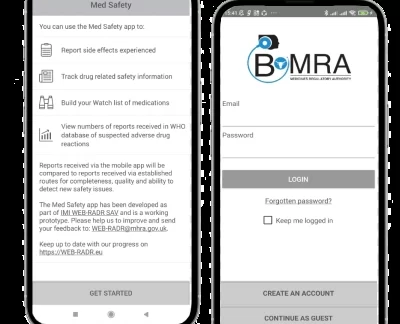 Med Safety
You can use the Med Safety app to:
Report side effects experienced
Track drug related safety information
Build your Watch list of medications
View numbers of reports received in WHO
database of suspected adverse drug
reactions
Reports received via the mobile app will be
compared to reports received via established
routes for completeness, quality and ability to
detect new safety issues.
The Med Safety app has been developed as
part of IMI WEB-RADR SAV and is a working
prototype. Please help us to improve and send
your feedback to: WEB-RADR@mhra.gov.uk.
Keep up to date with our progress on
https://WEB-RADR.eu
GET STARTED
15:41
BoMRA
MEDICINES REGULATORY AUTHORITY
Email
Password
LOGIN
Forgotten password?
Keep me logged in
CREATE AN ACCOUNT
CONTINUE AS GUEST